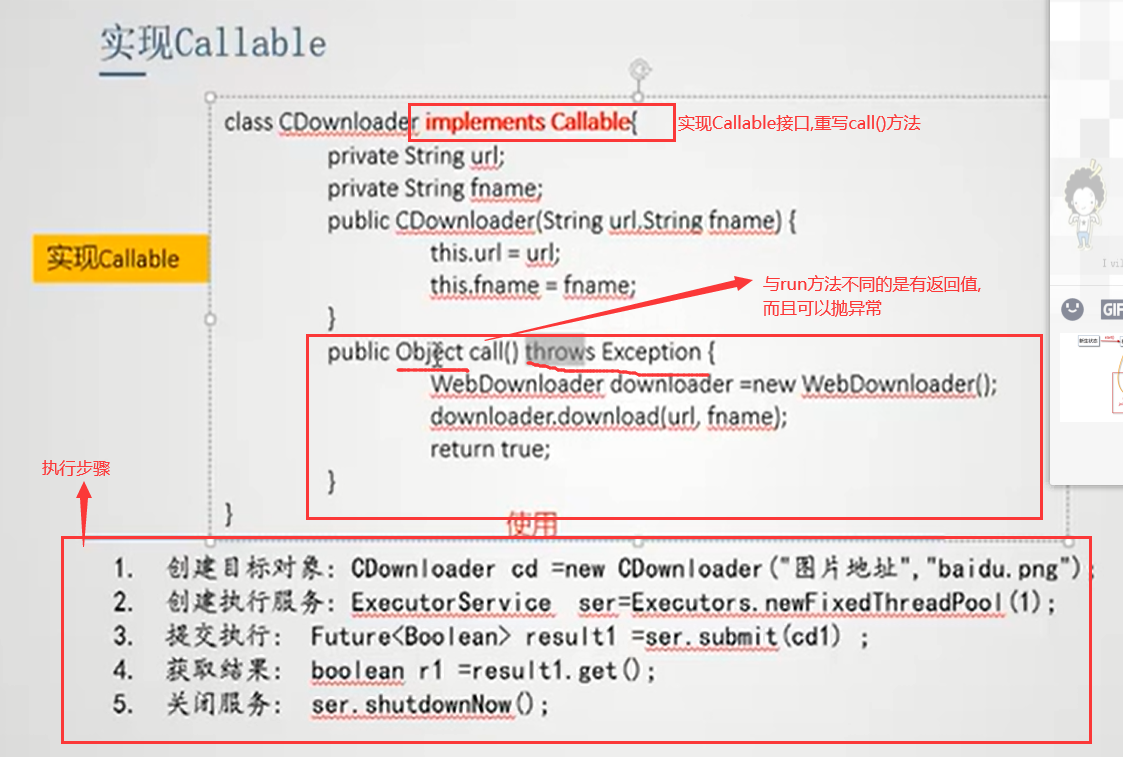 实现Callable
class CDownloader implements Callable{
实现Callable接口,重写call()方法
private String url;
private String fname;
public CDownloader(String url,String fname) {
this.url = url;
this.fname = fname;
}
实现Callable
与run方法不同的是有返回值,
而且可以抛异常
public Object call() throws Exception {
WebDownloader downloader =new WebDownloader();
downloader.download(url, fname);
return true;
}
}
执行步骤
使用
1. 创建目标对象: CDownloader cd =new CDownloader("图片地址","baidu.png");
2. 创建执行服务: ExecutorService ser=Executors.newFixedThreadPool(1);
3. 提交执行: Future<Boolean> result1 =ser.submit(cd1) ;
4. 获取结果: boolean r1 =result1.get();
5. 关闭服务: ser.shutdownNow();
GIF